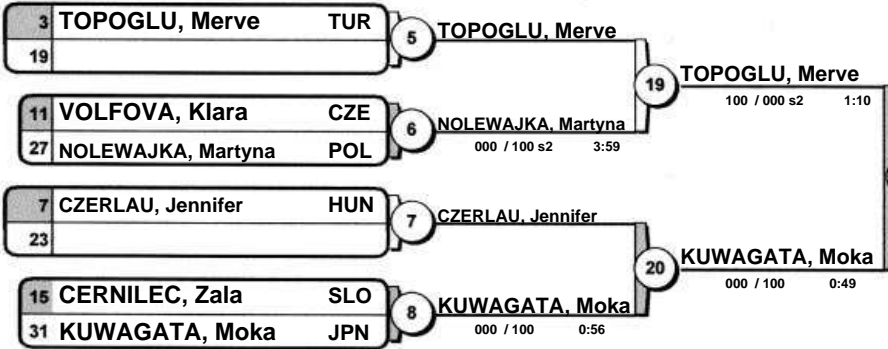 3 TOPOGLU, Merve TUR
19
5
TOPOGLU, Merve
11 VOLFOVA, Klara CZE
27 NOLEWAJKA, Martyna POL
6
NOLEWAJKA, Martyna
000 / 100 s2 3:59
19
TOPOGLU, Merve
100 / 000 s2 1:10
7 CZERLAU, Jennifer HUN
23
7
CZERLAU, Jennifer
15 CERNILEC, Zala SLO
31 KUWAGATA, Moka JPN
8
KUWAGATA, Moka
000 / 100 0:56
20
KUWAGATA, Moka
000 / 100 0:49